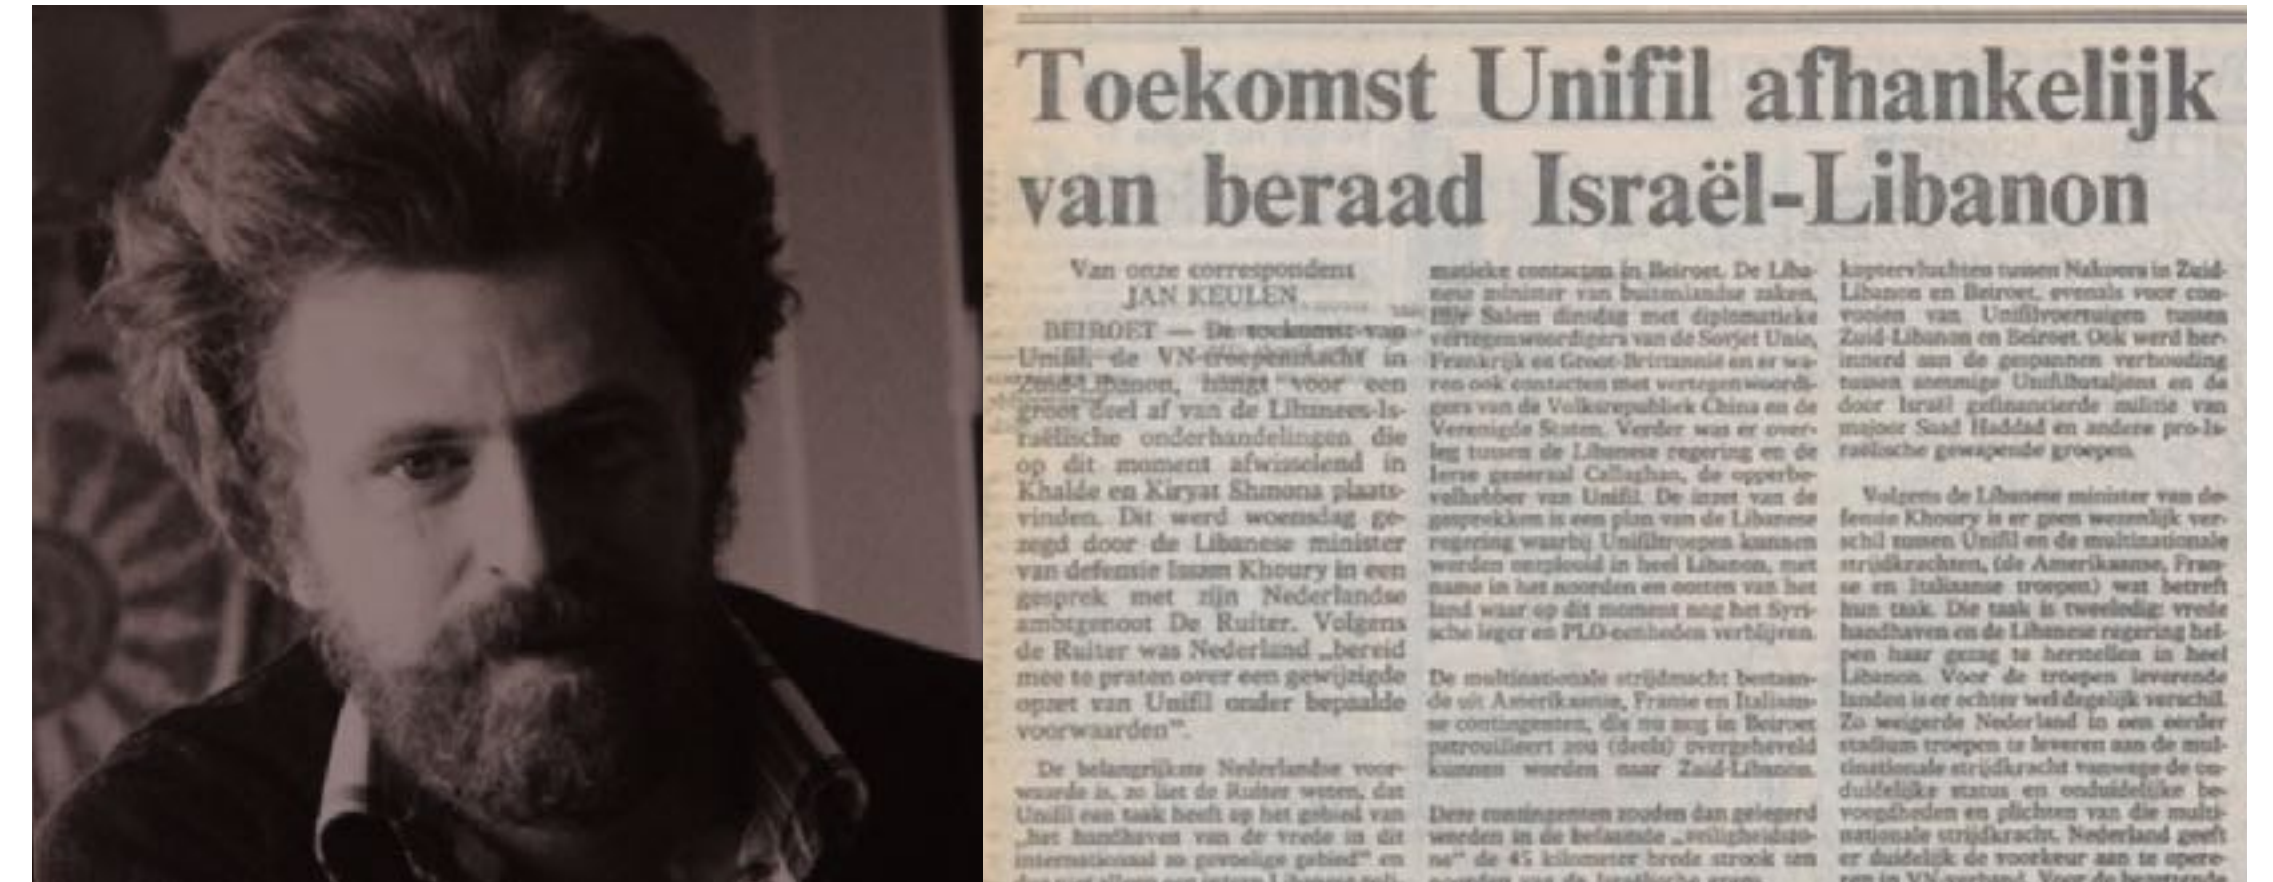 Toekomst Unifil afhankelijk
van beraad Israël-Libanon
Van onze correspondent
JAN KEULEN
BEIROET — De toekomst van
Unifil, de VN-troepenmacht in
Zuid-Libanon, hangt voor een
groot deel af van de Libanees-Is-
raëlische onderhandelingen die
op dit moment afwisselend in
Khalde en Kiryat Shmona plaats-
vinden. Dit werd woensdag ge-
zegd door de Libanese minister
van defensie Issam Khoury in een
gesprek met zijn Nederlandse
ambtgenoot De Ruiter. Volgens
de Ruiter was Nederland „bereid
mee te praten over een gewijzigde
opzet van Unifil onder bepaalde
voorwaarden”.
De belangrijkste Nederlandse voor-
waarde is, zo liet de Ruiter weten, dat
Unifil een taak heeft op het gebied van
„het handhaven van de vrede in dit
internationaal zo gevoelige gebied” en
matieke contacten in Beiroet. De Liba-
nese minister van buitenlandse zaken,
Elie Salem dinsdag met diplomatieke
vertegenwoordigers van de Sovjet Unie,
Frankrijk en Groot-Brittannië en er wa-
ren ook contacten met vertegenwoordi-
gers van de Volksrepubliek China en de
Verenigde Staten. Verder was er over-
leg tussen de Libanese regering en de
Ierse generaal Callaghan, de opperbe-
velhebber van Unifil. De inzet van de
gesprekken is een plan van de Libanese
regering waarbij Unifiltroepen kunnen
worden ontplooid in heel Libanon, met
name in het noorden en oosten van het
land waar op dit moment nog het Syri-
sche leger en PLO-eenheden verblijven.
De multinationale strijdmacht bestaan-
de uit Amerikaanse, Franse en Italiaan-
se contingenten, die nu nog in Beiroet
patrouilleert zou (deels) overgeheveld
kunnen worden naar Zuid-Libanon.
Deze contingenten zouden dan gelegerd
worden in de befaamde „veiligheidszo-
ne” de 45 kilometer brede strook ten
koptervluchten tussen Nakoera in Zuid-
Libanon en Beiroet, evenals voor con-
vooien van Unifilvoertuigen tussen
Zuid-Libanon en Beiroet. Ook werd her-
innerd aan de gespannen verhouding
tussen sommige Unifilbataljons en de
door Israël gefinancierde militie van
majoor Saad Haddad en andere pro-Is-
raëlische gewapende groepen.
Volgens de Libanese minister van de-
fensie Khoury is er geen wezenlijk ver-
schil tussen Unifil en de multinationale
strijdkrachten, (de Amerikaanse, Fran-
se en Italiaanse troepen) wat betreft
hun taak. Die taak is tweeledig: vrede
handhaven en de Libanese regering hel-
pen haar gezag te herstellen in heel
Libanon. Voor de troepen leverende
landen is er echter wel degelijk verschil.
Zo weigerde Nederland in een eerder
stadium troepen te leveren aan de mul-
tinationale strijdkracht vanwege de on-
duidelijke status en onduidelijke be-
voegdheden en plichten van die multi-
nationale strijdkracht. Nederland geeft
er duidelijk de voorkeur aan te opere-